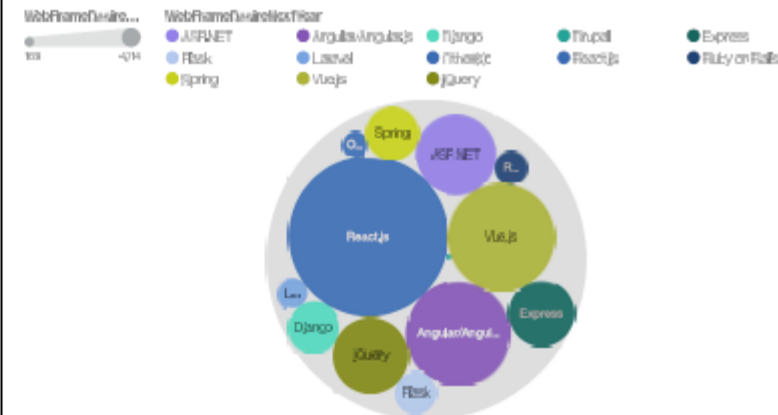 WebFrameDesire... WebFrameDesireNextYear
ASP.NET Angular/Angular.js Django Drupal Express
Flask Laravel Other(s): React.js Ruby on Rails
Spring Vue.js jQuery
Spring
O...
ASP.NET
R...
React.js
Vue.js
L...
Express
Django
Angular/Angul...
jQuery
Flask